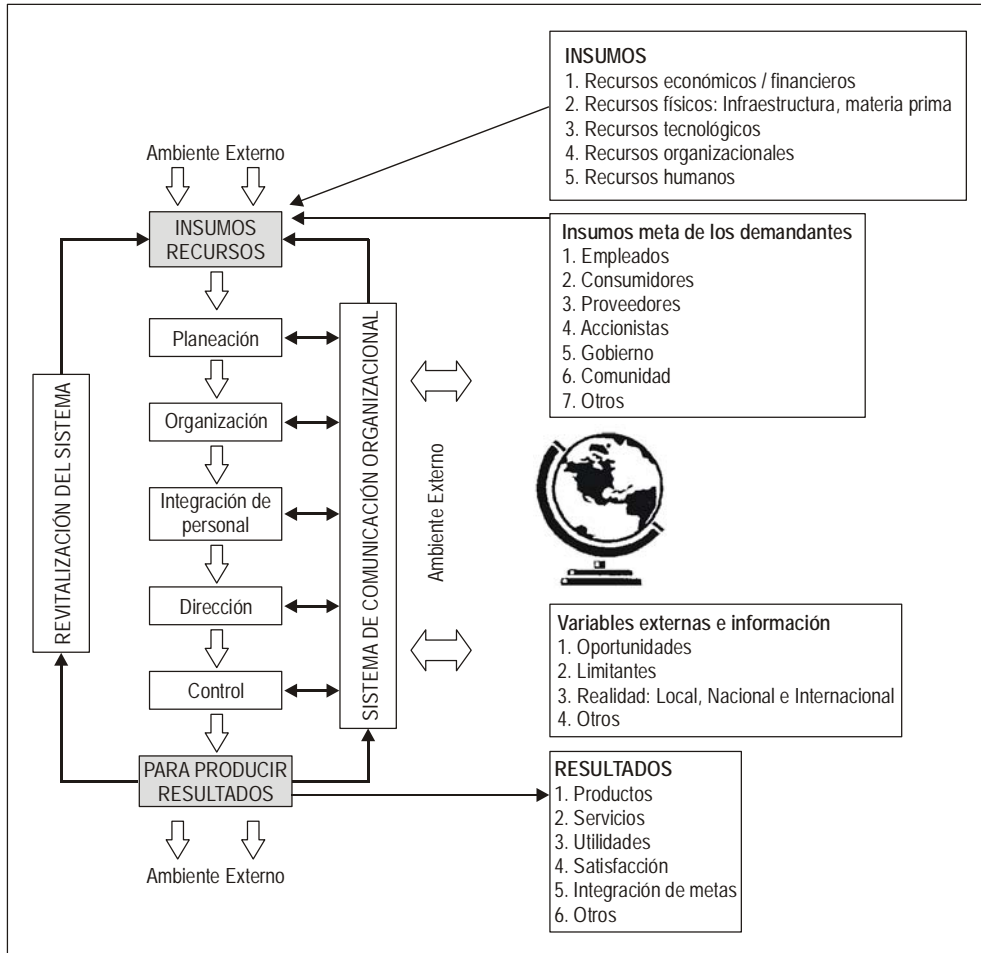 INSUMOS
1. Recursos económicos / financieros
2. Recursos físicos: Infraestructura, materia prima
3. Recursos tecnológicos
4. Recursos organizacionales
5. Recursos humanos
Ambiente Externo
INSUMOS
RECURSOS
Insumos meta de los demandantes
1. Empleados
2. Consumidores
3. Proveedores
4. Accionistas
5. Gobierno
6. Comunidad
7. Otros
Planeación
Organización
Integración de
personal
Dirección
Control
REVITALIZACIÓN DEL SISTEMA
SISTEMA DE COMUNICACIÓN ORGANIZACIONAL
Ambiente Externo
Variables externas e información
1. Oportunidades
2. Limitantes
3. Realidad: Local, Nacional e Internacional
4. Otros
PARA PRODUCIR
RESULTADOS
Ambiente Externo
RESULTADOS
1. Productos
2. Servicios
3. Utilidades
4. Satisfacción
5. Integración de metas
6. Otros